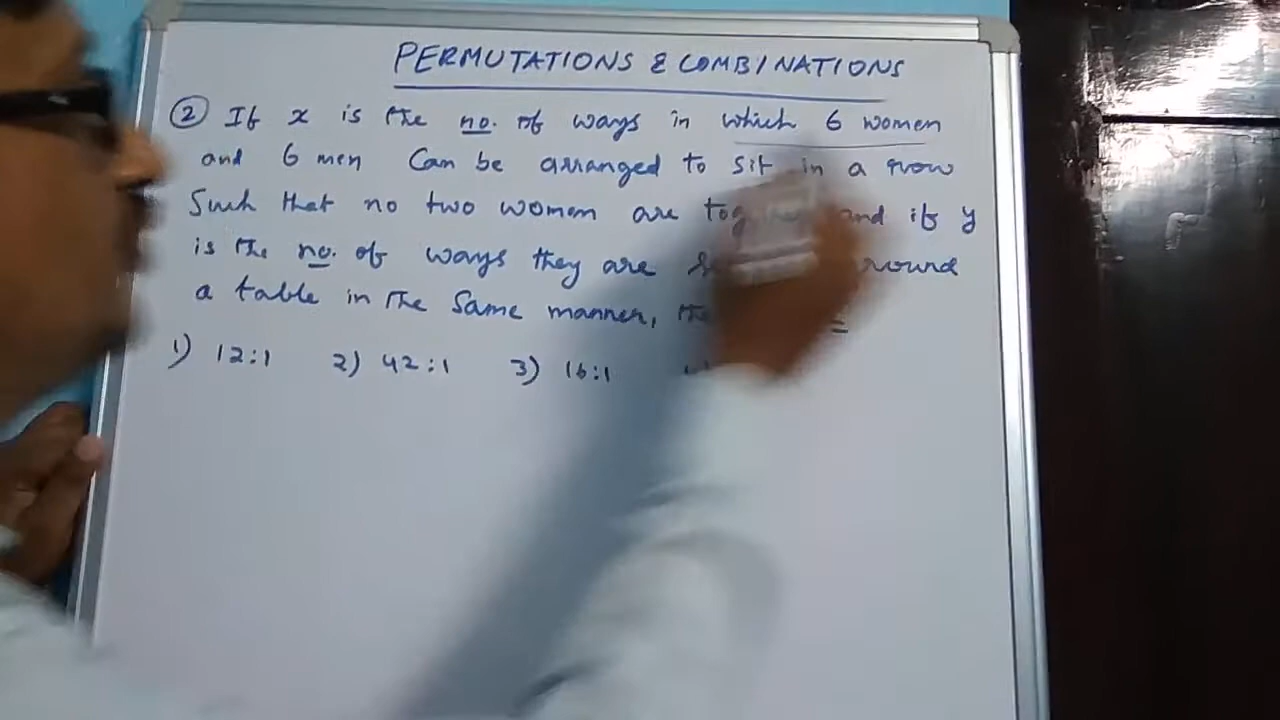 PERMUTATIONS & COMBINATIONS
② If x is the no. of ways in which 6 women
and 6 men Can be arranged to sit in a row
Such that no two women are and if y
is the no. of ways they are round
a table in the Same manner, the =
1) 12:1 2) 42:1 3) 16:1